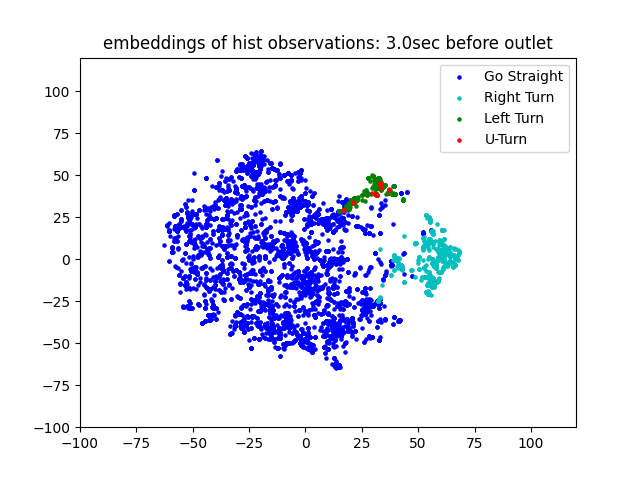 embeddings of hist observations: 3.0sec before outlet
Go Straight
Right Turn
Left Turn
U-Turn
100
75
50
25
0
−25
−50
−75
−100
−100 −75 −50 −25 0 25 50 75 100